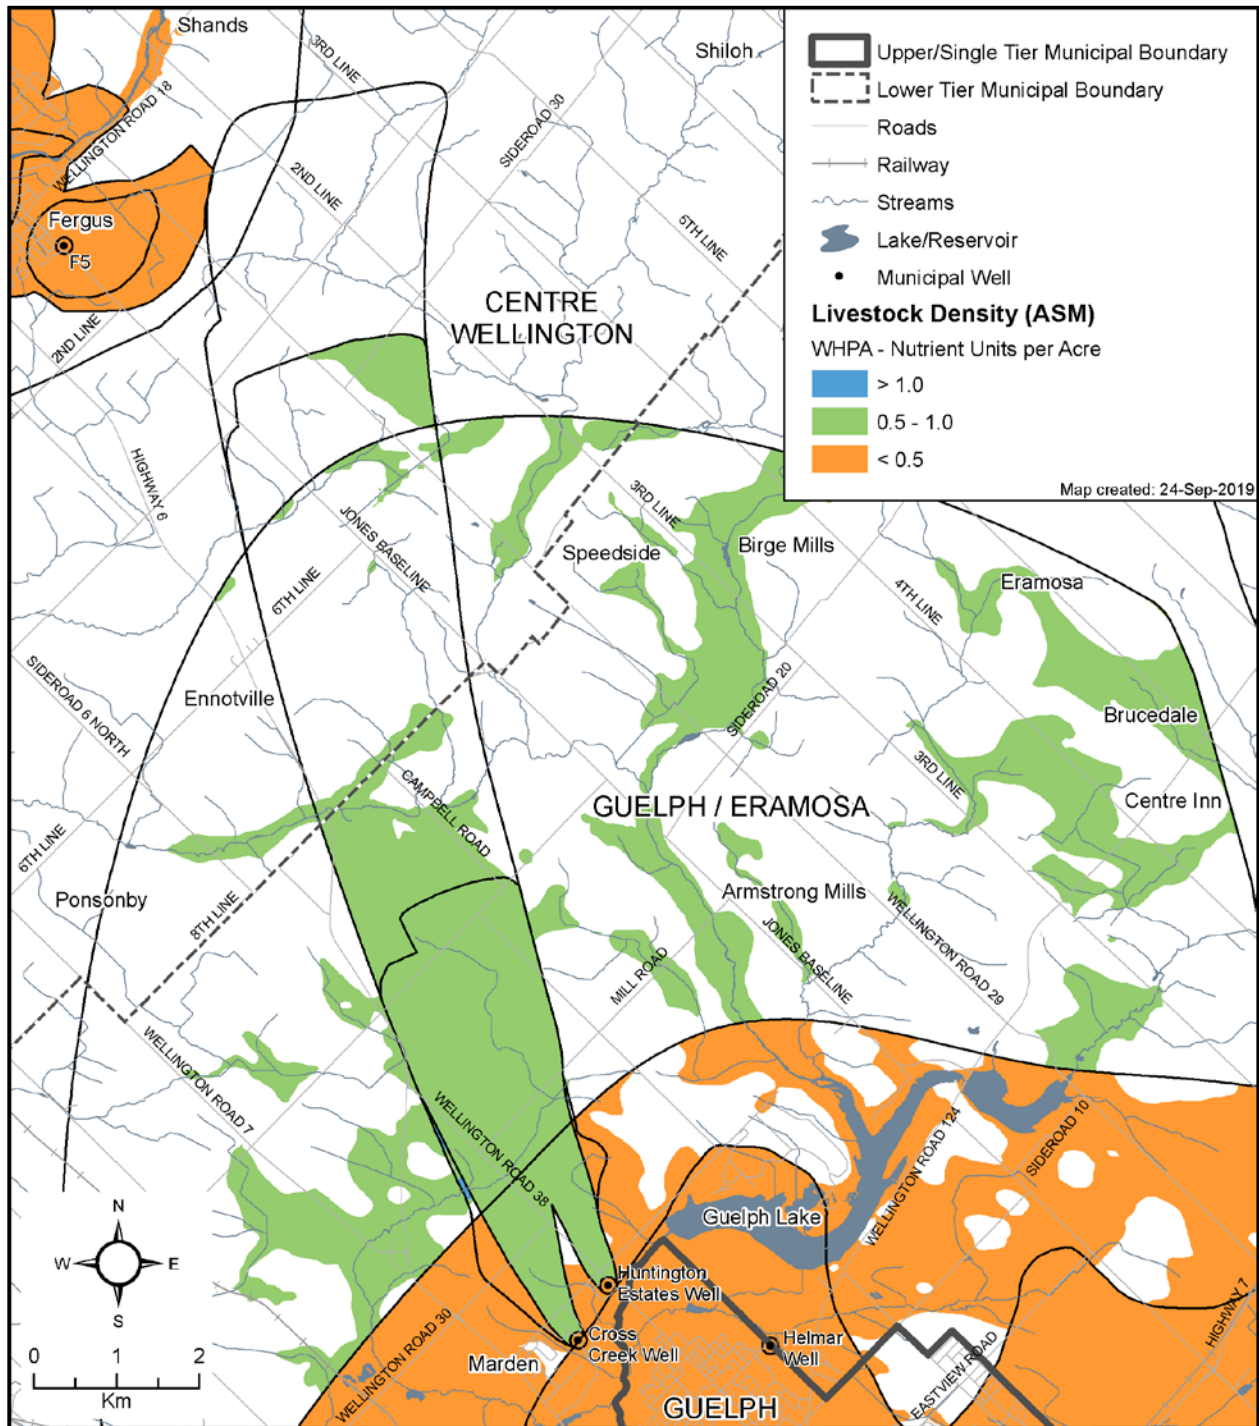 Shands
Shiloh
3RD LINE
WELLINGTON ROAD 18
SIDEROAD 30
2ND LINE
5TH LINE
Fergus
F5
2ND LINE
CENTRE
WELLINGTON
HIGHWAY 6
JONES BASELINE
6TH LINE
3RD LINE
Speedside
Birge Mills
4TH LINE
Eramosa
SIDEROAD 6 NORTH
Ennotville
SIDEROAD 20
Brucedale
3RD LINE
CAMPBELL ROAD
GUELPH / ERAMOSA
Centre Inn
6TH LINE
Ponsonby
8TH LINE
Armstrong Mills
WELLINGTON ROAD 29
JONES BASELINE
MILL ROAD
WELLINGTON ROAD 7
WELLINGTON ROAD 38
WELLINGTON ROAD 124
SIDEROAD 10
Guelph Lake
Huntington
Estates Well
Cross
Creek Well
Helmar
Well
Marden
WELLINGTON ROAD 30
EASTVIEW ROAD
HIGHWAY 7
GUELPH
Upper/Single Tier Municipal Boundary
Lower Tier Municipal Boundary
Roads
Railway
Streams
Lake/Reservoir
Municipal Well
Livestock Density (ASM)
WHPA - Nutrient Units per Acre
> 1.0
0.5 - 1.0
< 0.5
Map created: 24-Sep-2019
N
W E
S
0 1 2
Km